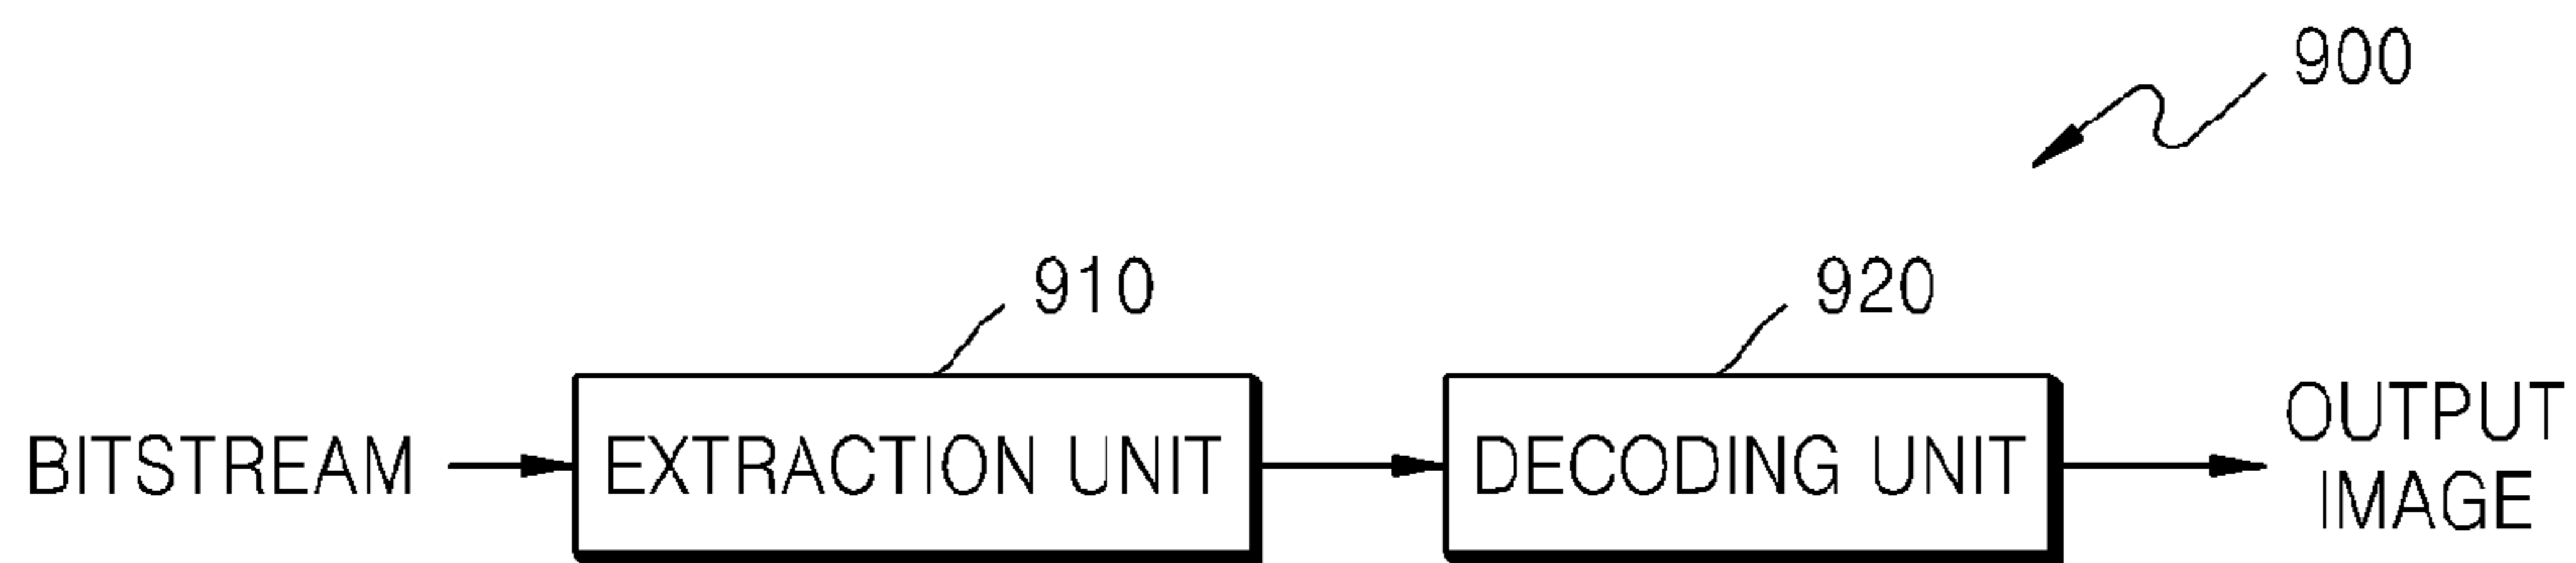 900
910
920
BITSTREAM
EXTRACTION UNIT
DECODING UNIT
OUTPUT
IMAGE